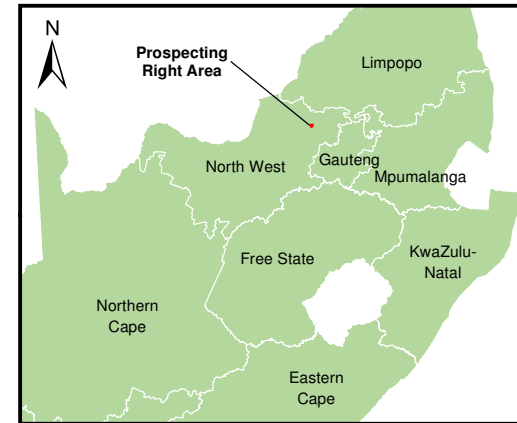 N
Prospecting
Right Area
Limpopo
North West
Gauteng
Mpumalanga
Free State
KwaZulu-
Natal
Northern
Cape
Eastern
Cape